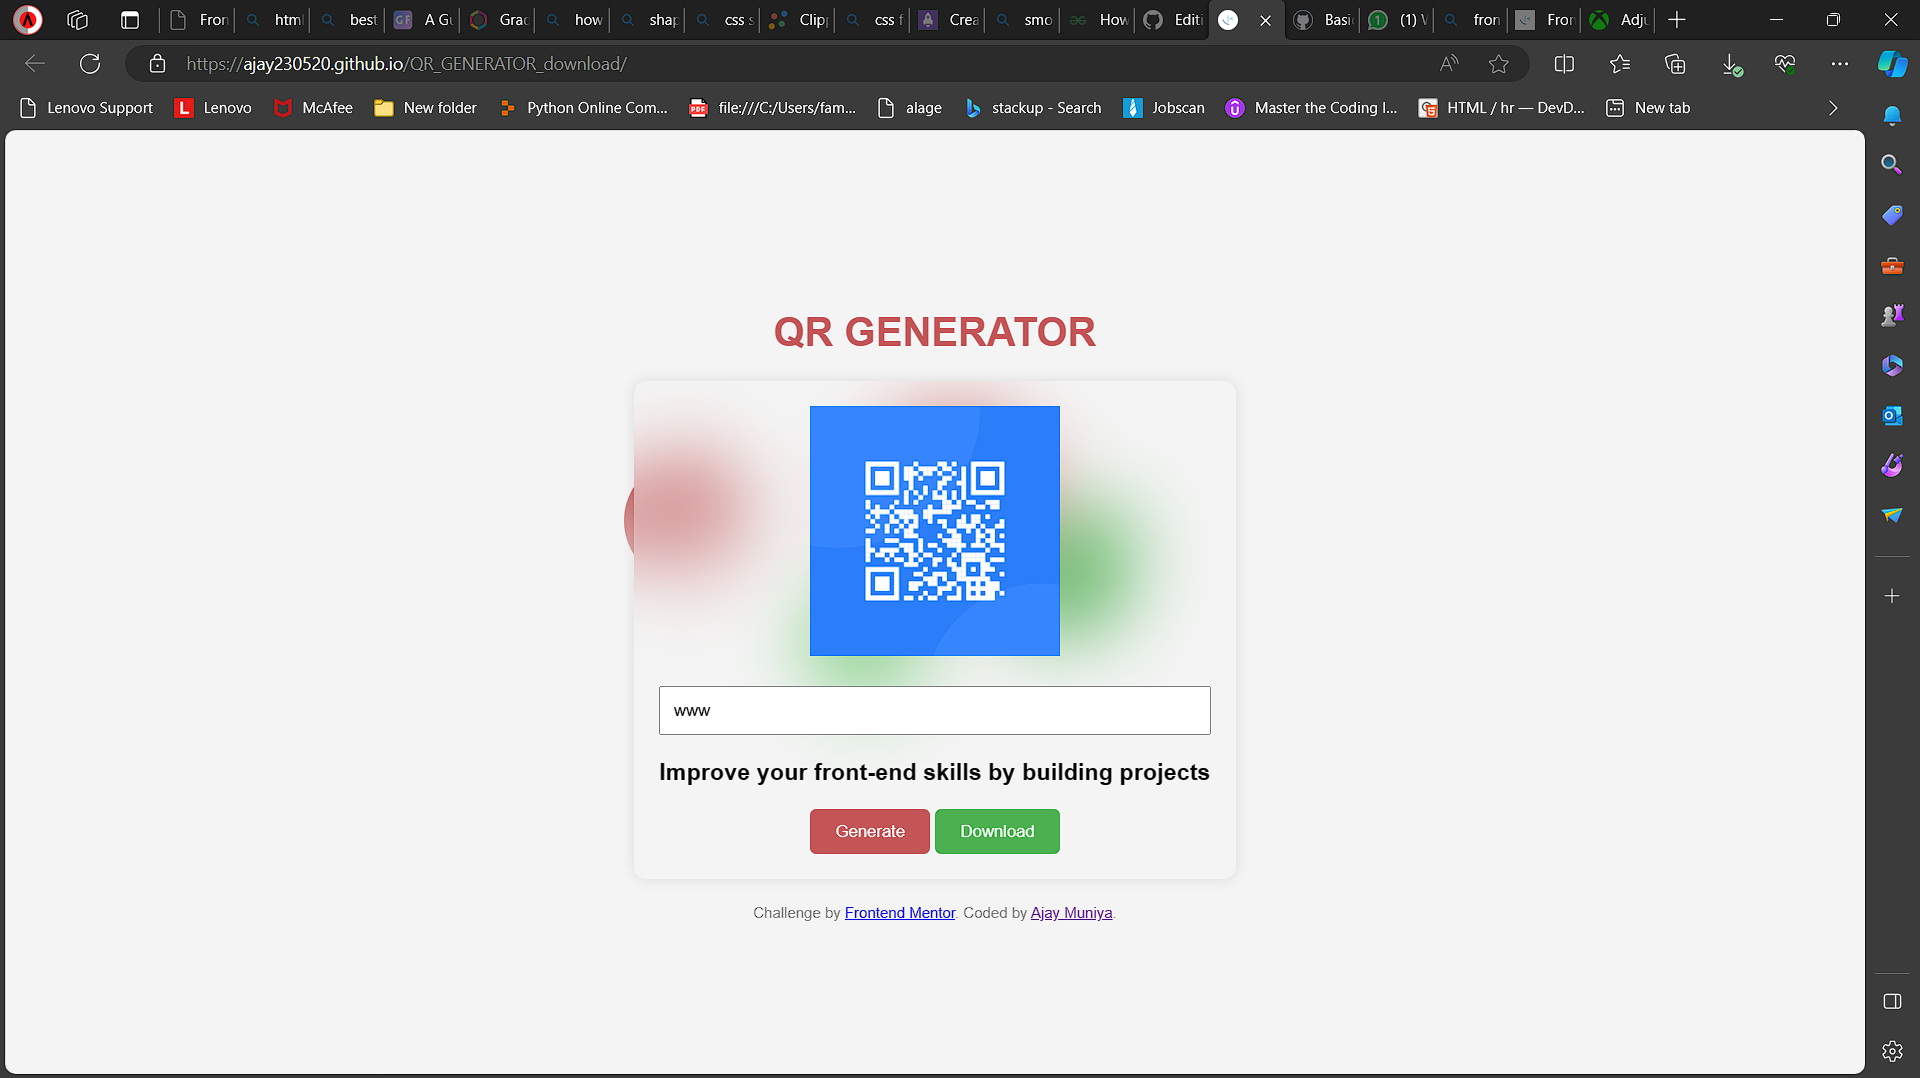 Fron html best A Gu Grac how shap css s Clipp css f Crea smo How Editi Basi (1) V fron Fron Adju
https://ajay230520.github.io/QR_GENERATOR_download/
Lenovo Support L Lenovo McAfee New folder Python Online Com... PDF file:///C:/Users/fam... alage stackup - Search Jobscan Master the Coding I... HTML / hr — DevD... New tab
QR GENERATOR
www
Improve your front-end skills by building projects
Generate Download
Challenge by Frontend Mentor. Coded by Ajay Muniya.